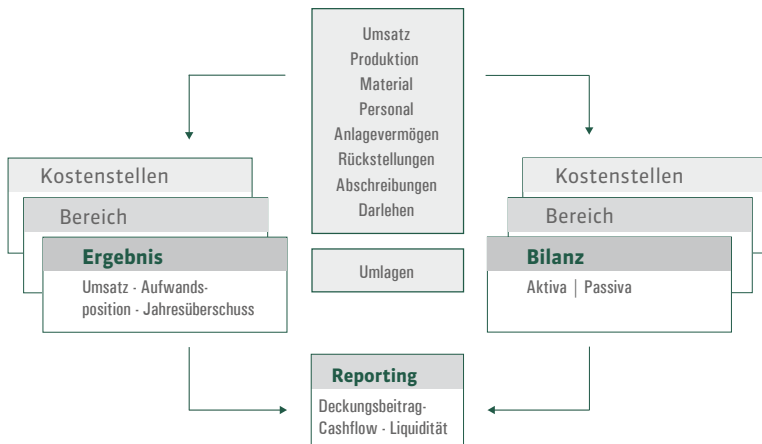 Umsatz
Produktion
Material
Personal
Anlagevermögen
Rückstellungen
Abschreibungen
Darlehen
Kostenstellen
Bereich
Ergebnis
Umsatz · Aufwands-
position · Jahresüberschuss
Umlagen
Kostenstellen
Bereich
Bilanz
Aktiva | Passiva
Reporting
Deckungsbeitrag-
Cashflow · Liquidität